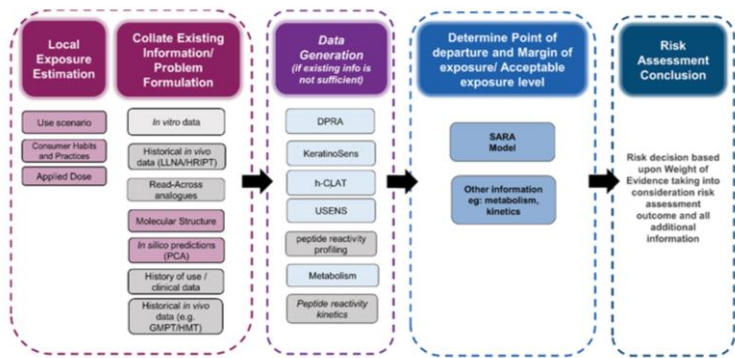 Local
Exposure
Estimation
Use scenario
Consumer Habits
and Practices
Applied Dose
Collate Existing
Information/
Problem
Formulation
In vitro data
Historical in vivo
data (LLNA/HRIPT)
Read-Across
analogues
Molecular Structure
In silico predictions
(PCA)
History of use /
clinical data
Historical in vivo
data (e.g.
GMPT/HMT)
Data
Generation
(if existing info is
not sufficient)
DPRA
KeratinoSens
h-CLAT
USENS
peptide reactivity
profiling
Metabolism
Peptide reactivity
kinetics
Determine Point of
departure and Margin of
exposure/ Acceptable
exposure level
SARA
Model
Other information
eg: metabolism,
kinetics
Risk
Assessment
Conclusion
Risk decision based
upon Weight of
Evidence taking into
consideration risk
assessment
outcome and all
additional
information